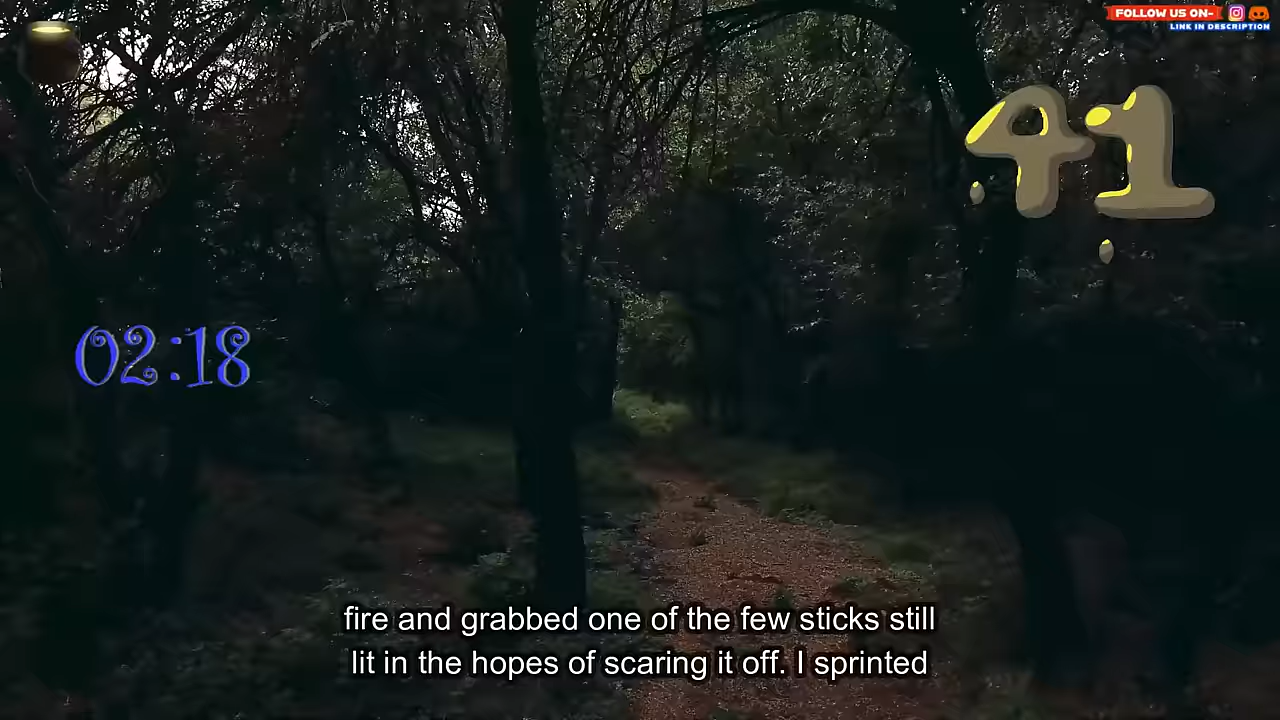 FOLLOW US ON-
LINK IN DESCRIPTION
41
02:18
fire and grabbed one of the few sticks still
lit in the hopes of scaring it off. I sprinted